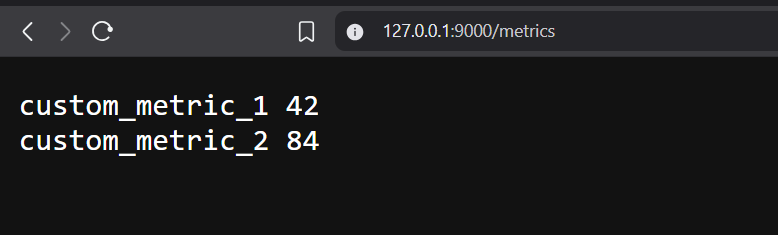 127.0.0.1:9000/metrics
custom_metric_1 42
custom_metric_2 84